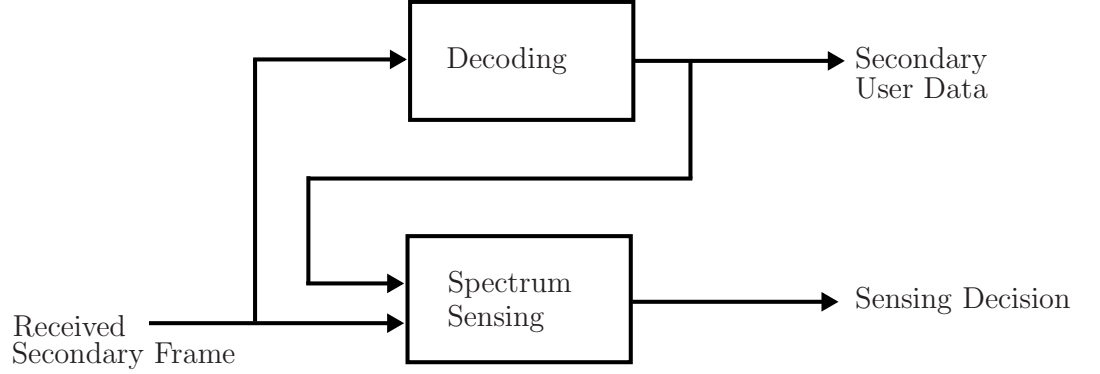 Decoding
Secondary
User Data
Spectrum
Sensing
Sensing Decision
Received
Secondary Frame